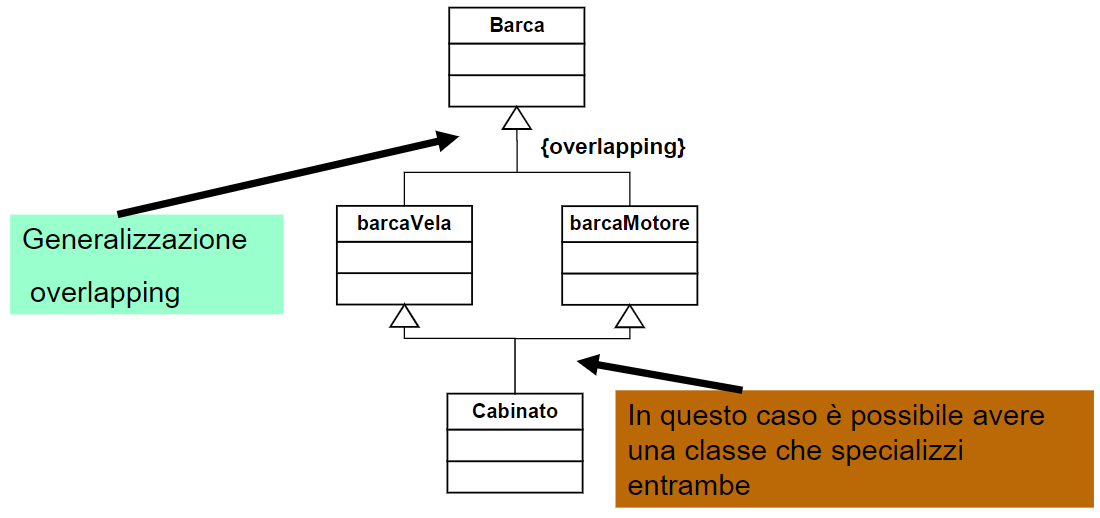 Barca
{overlapping}
Generalizzazione
overlapping
barcaVela
barcaMotore
Cabinato
In questo caso è possibile avere
una classe che specializzi
entrambe